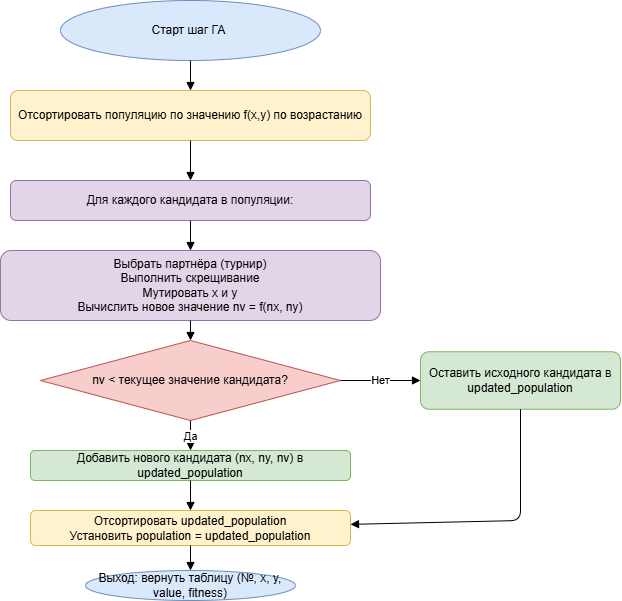 Старт шаг ГА
Отсортировать популяцию по значению f(x,y) по возрастанию
Для каждого кандидата в популяции:
Выбрать партнёра (турнир)
Выполнить скрещивание
Мутировать x и y
Вычислить новое значение nv = f(nx, ny)
nv < текущее значение кандидата?
Нет
Оставить исходного кандидата в
updated_population
Да
Добавить нового кандидата (nx, ny, nv) в
updated_population
Отсортировать updated_population
Установить population = updated_population
Выход: вернуть таблицу (№, x, y,
value, fitness)